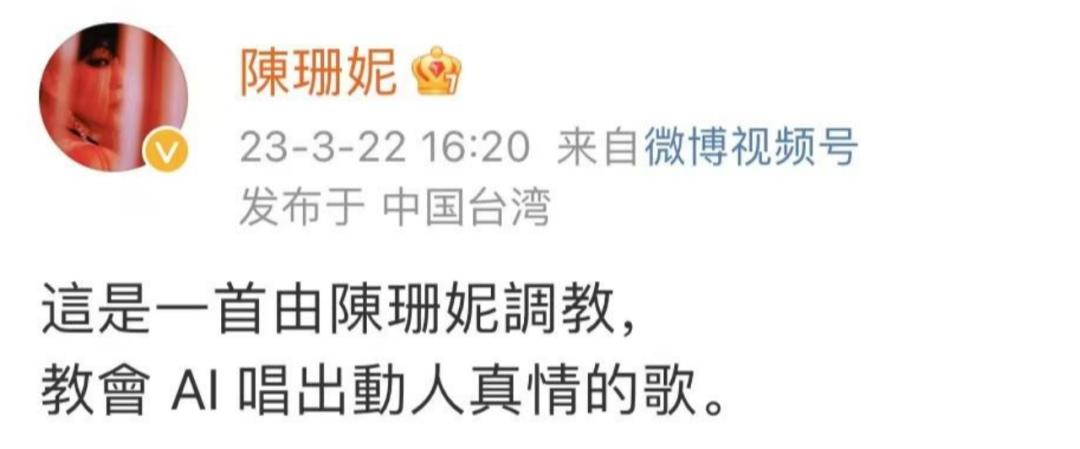 陳珊妮
23-3-22 16:20 来自微博视频号
发布于 中国台湾
這是一首由陳珊妮調教,
教會 AI 唱出動人真情的歌。